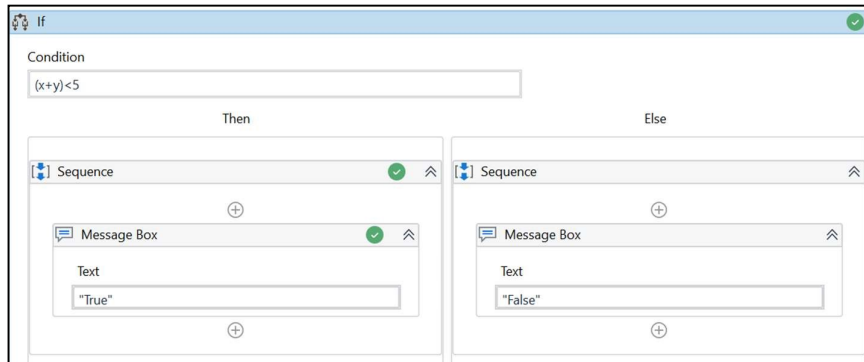 If
Condition
(x+y)<5
Then
Else
Sequence
Sequence
Message Box
Message Box
Text
Text
"True"
"False"